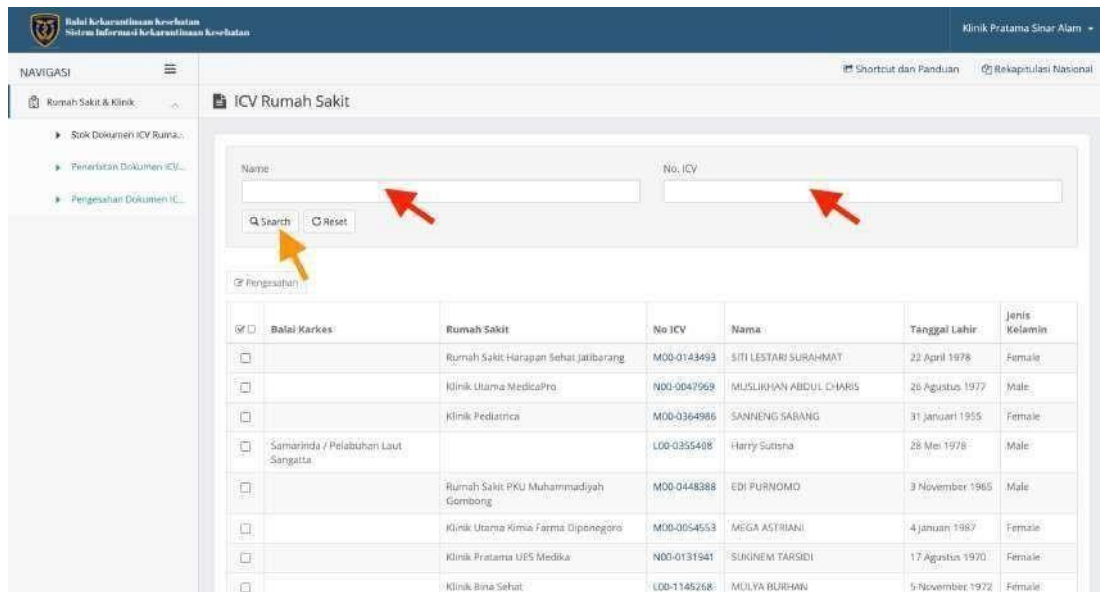 Balai Kekarantinaan Kesehatan
Sistem Informasi Kekarantinaan Kesehatan
Klinik Pratama Sinar Alam
NAVIGASI
Shortcut dan Panduan Rekapitulasi Nasional
Rumah Sakit & Klinik
ICV Rumah Sakit
Stok Dokumen ICV Ruma...
Penerbitan Dokumen ICV...
Pengesahan Dokumen IC...
Name No. ICV
Search Reset
Pengesahan
Balai Karkes Rumah Sakit No ICV Nama Tanggal Lahir Jenis Kelamin
Rumah Sakit Harapan Sehat Jatibarang M00-0143493 SITI LESTARI SURAHMAT 22 April 1978 Female
Klinik Utama MedicaPro N00-0047969 MUSLIKHAN ABDUL CHARIS 26 Agustus 1977 Male
Klinik Pediatrica M00-0364986 SANNENG SABANG 31 Januari 1955 Female
Samarinda / Pelabuhan Laut L00-0355408 Harry Sutisna 28 Mei 1978 Male
Sangatta
Rumah Sakit PKU Muhammadiyah M00-0448388 EDI PURNOMO 3 November 1965 Male
Gombong
Klinik Utama Kimia Farma Diponegoro M00-0054553 MEGA ASTRIANI 4 Januari 1987 Female
Klinik Pratama UES Medika N00-0131941 SUKINEM TARSIDI 17 Agustus 1970 Female
Klinik Bina Sehat L00-1145268 MULYA BURHAN 5 November 1972 Female